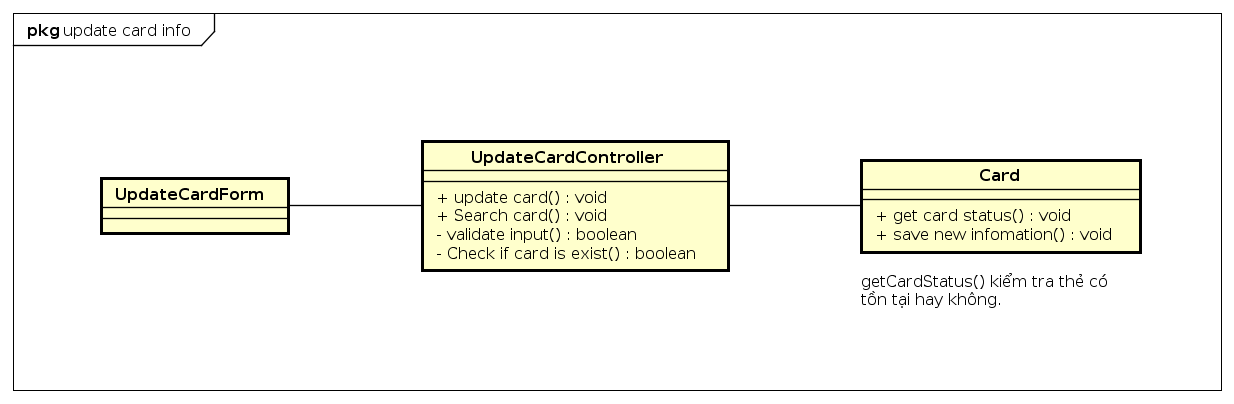 pkg update card info
UpdateCardForm
UpdateCardController
+ update card() : void
+ Search card() : void
- validate input() : boolean
- Check if card is exist() : boolean
Card
+ get card status() : void
+ save new infomation() : void
getCardStatus() kiểm tra thẻ có
tồn tại hay không.